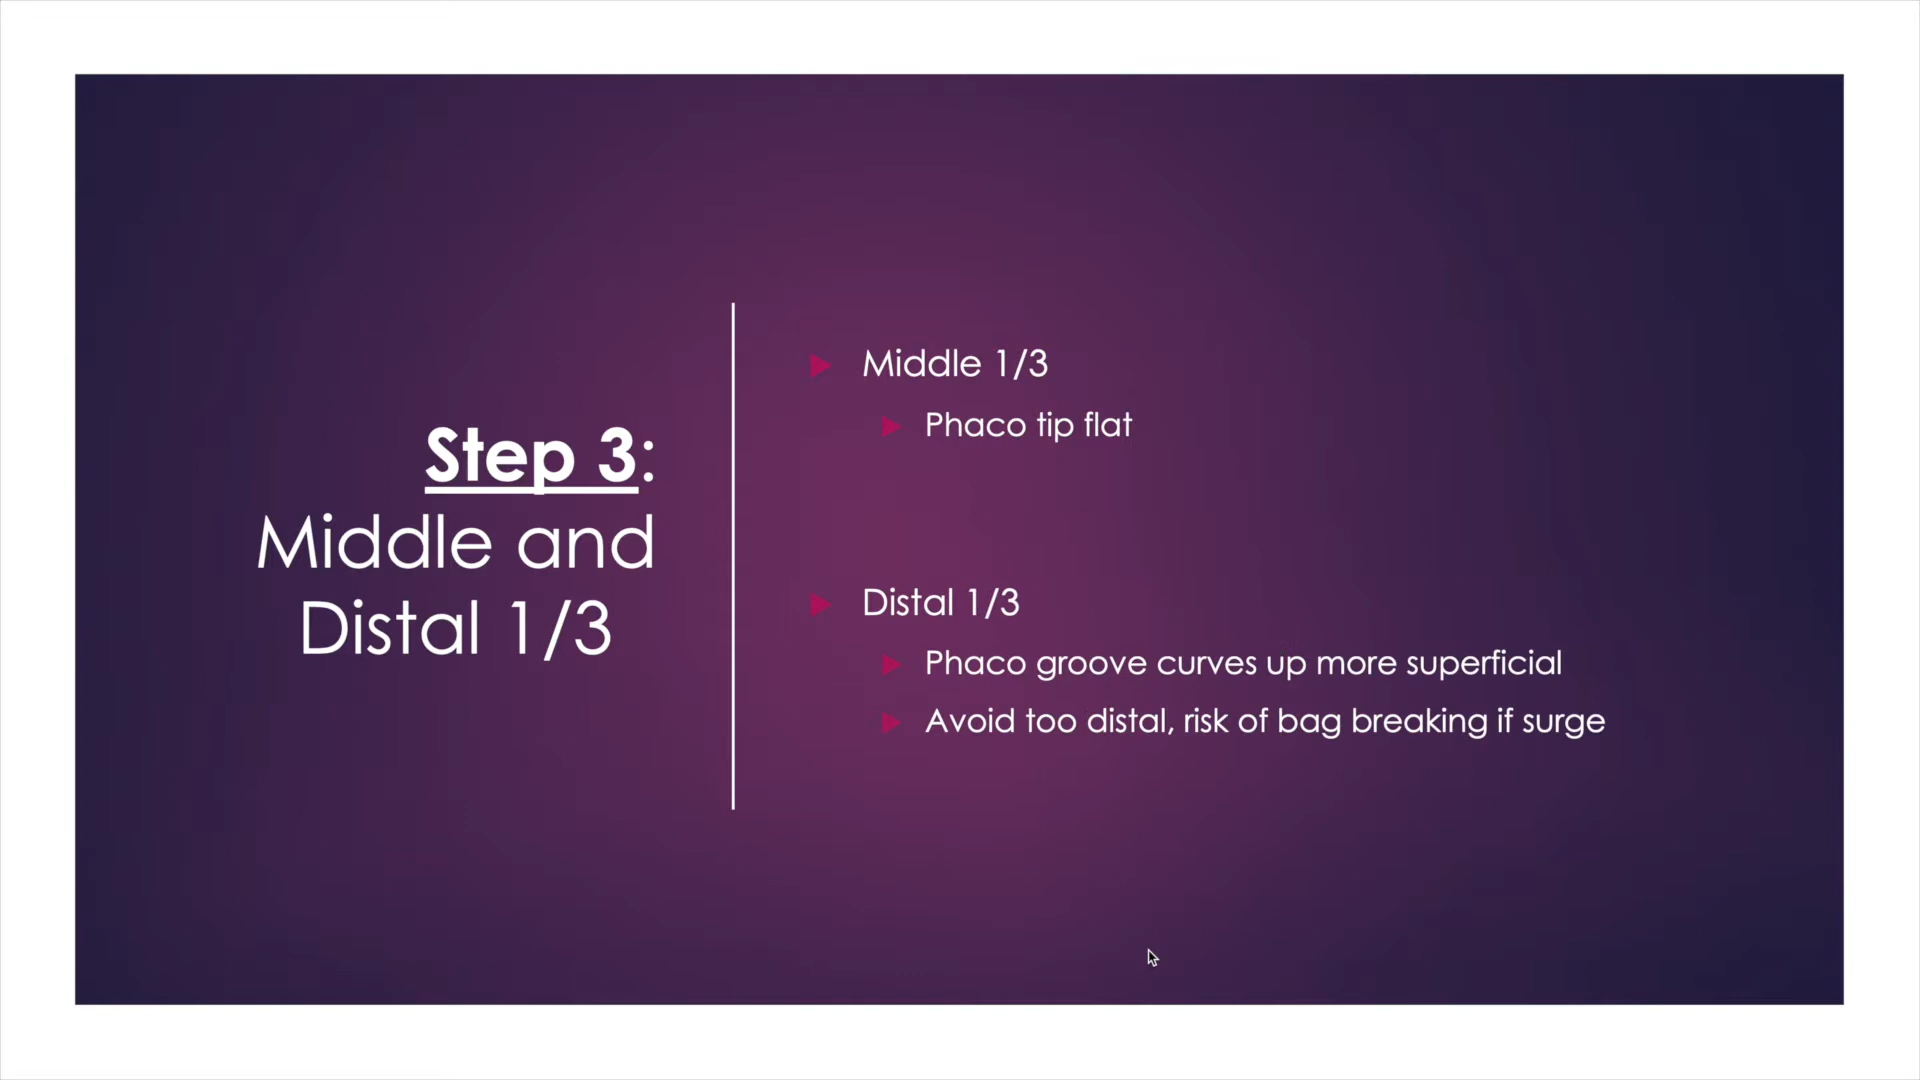 Step 3:
Middle and
Distal 1/3
Middle 1/3
Phaco tip flat
Distal 1/3
Phaco groove curves up more superficial
Avoid too distal, risk of bag breaking if surge